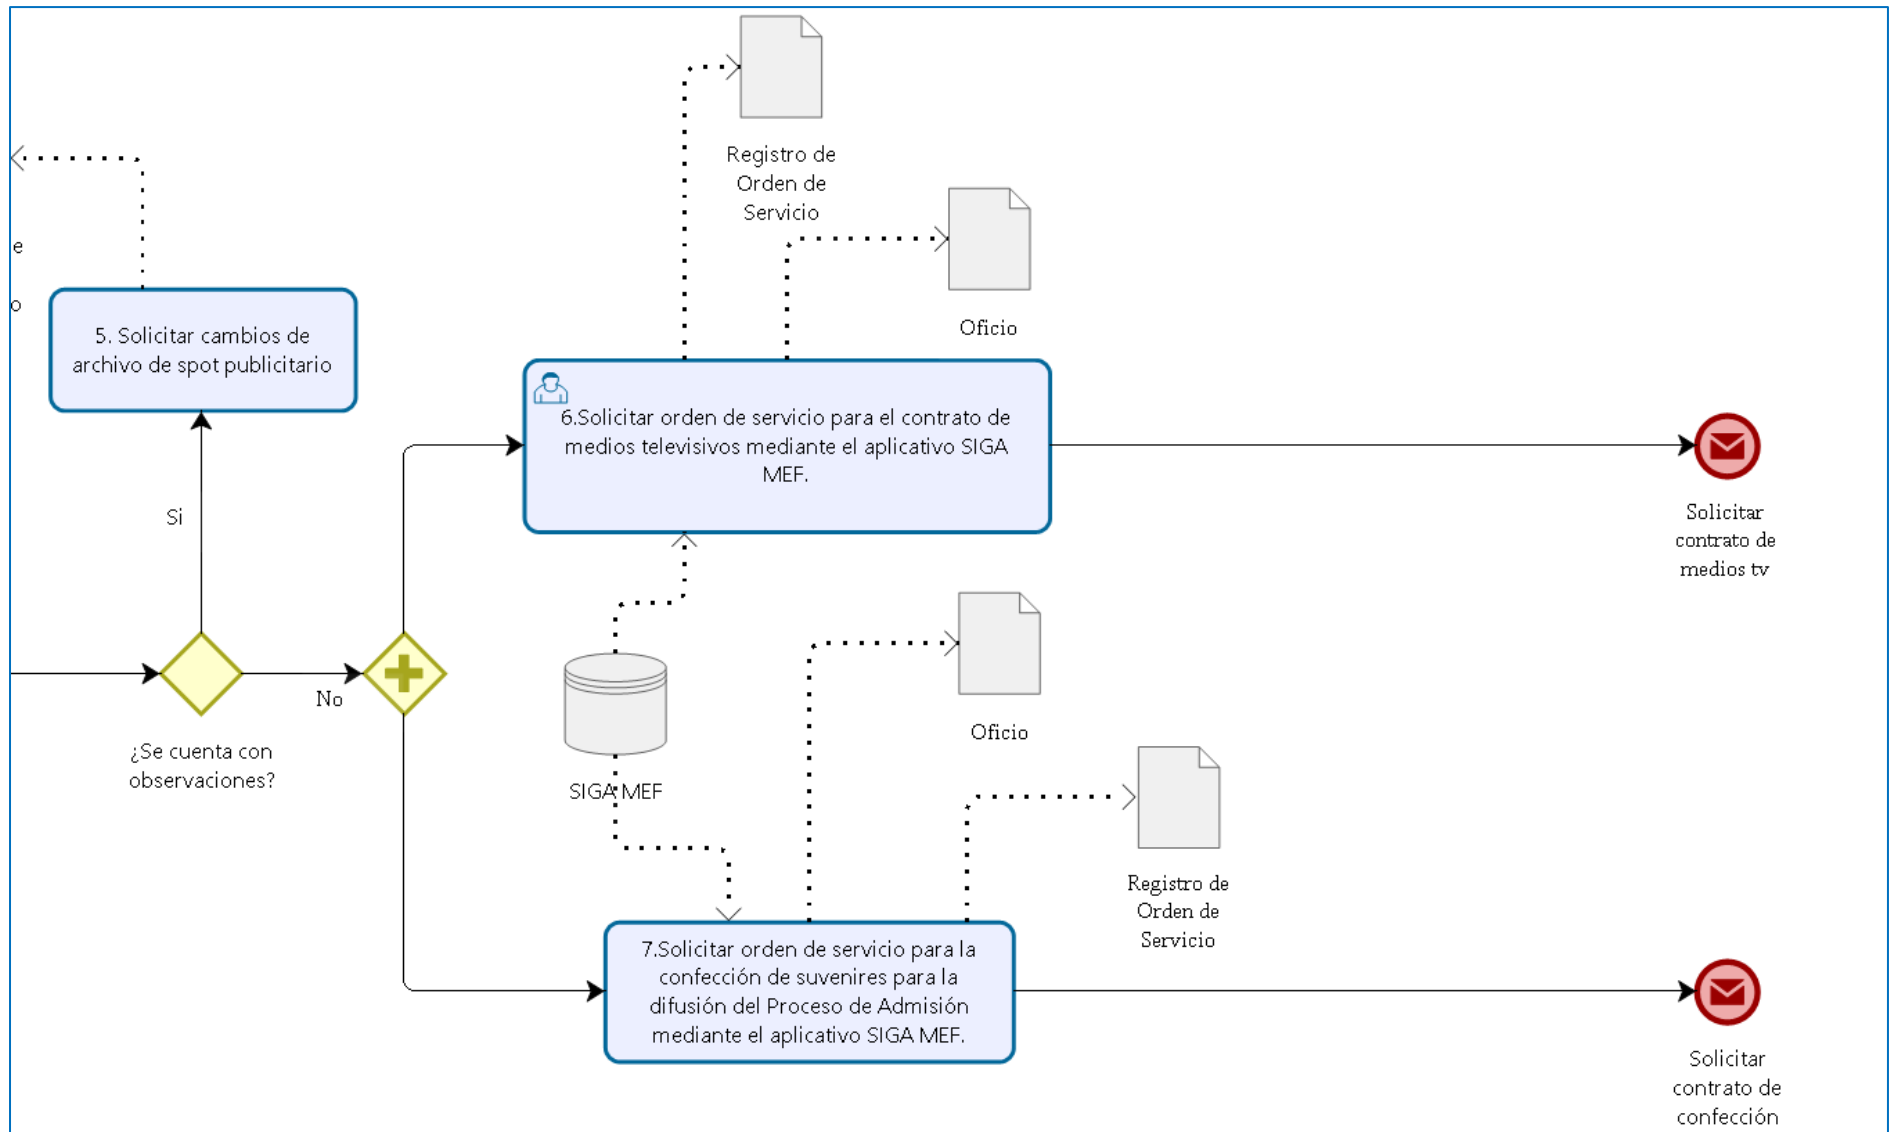 Registro de
Orden de
Servicio
Oficio
e
o
5. Solicitar cambios de
archivo de spot publicitario
6.Solicitar orden de servicio para el contrato de
medios televisivos mediante el aplicativo SIGA
MEF.
Si
Solicitar
contrato de
medios tv
No
¿Se cuenta con
observaciones?
SIGA MEF
Oficio
Registro de
Orden de
Servicio
7.Solicitar orden de servicio para la
confección de suvenires para la
difusión del Proceso de Admisión
mediante el aplicativo SIGA MEF.
Solicitar
contrato de
confección